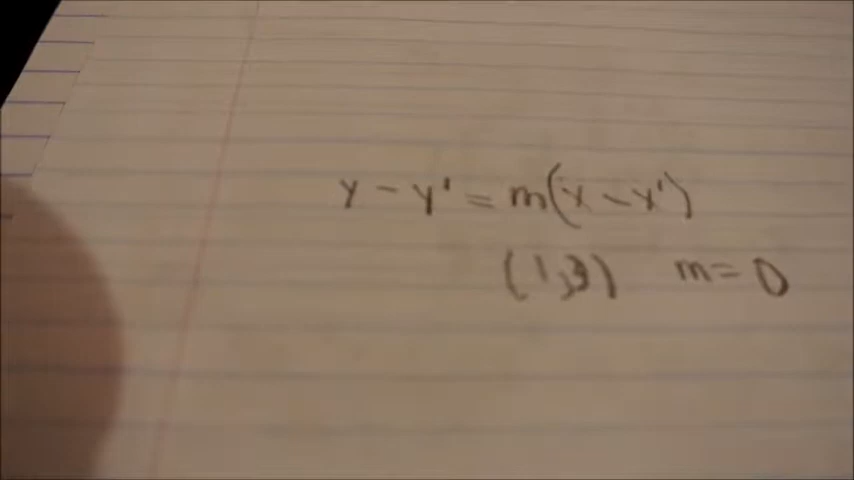 y - y' = m(x - x')
(1,3) m = 0